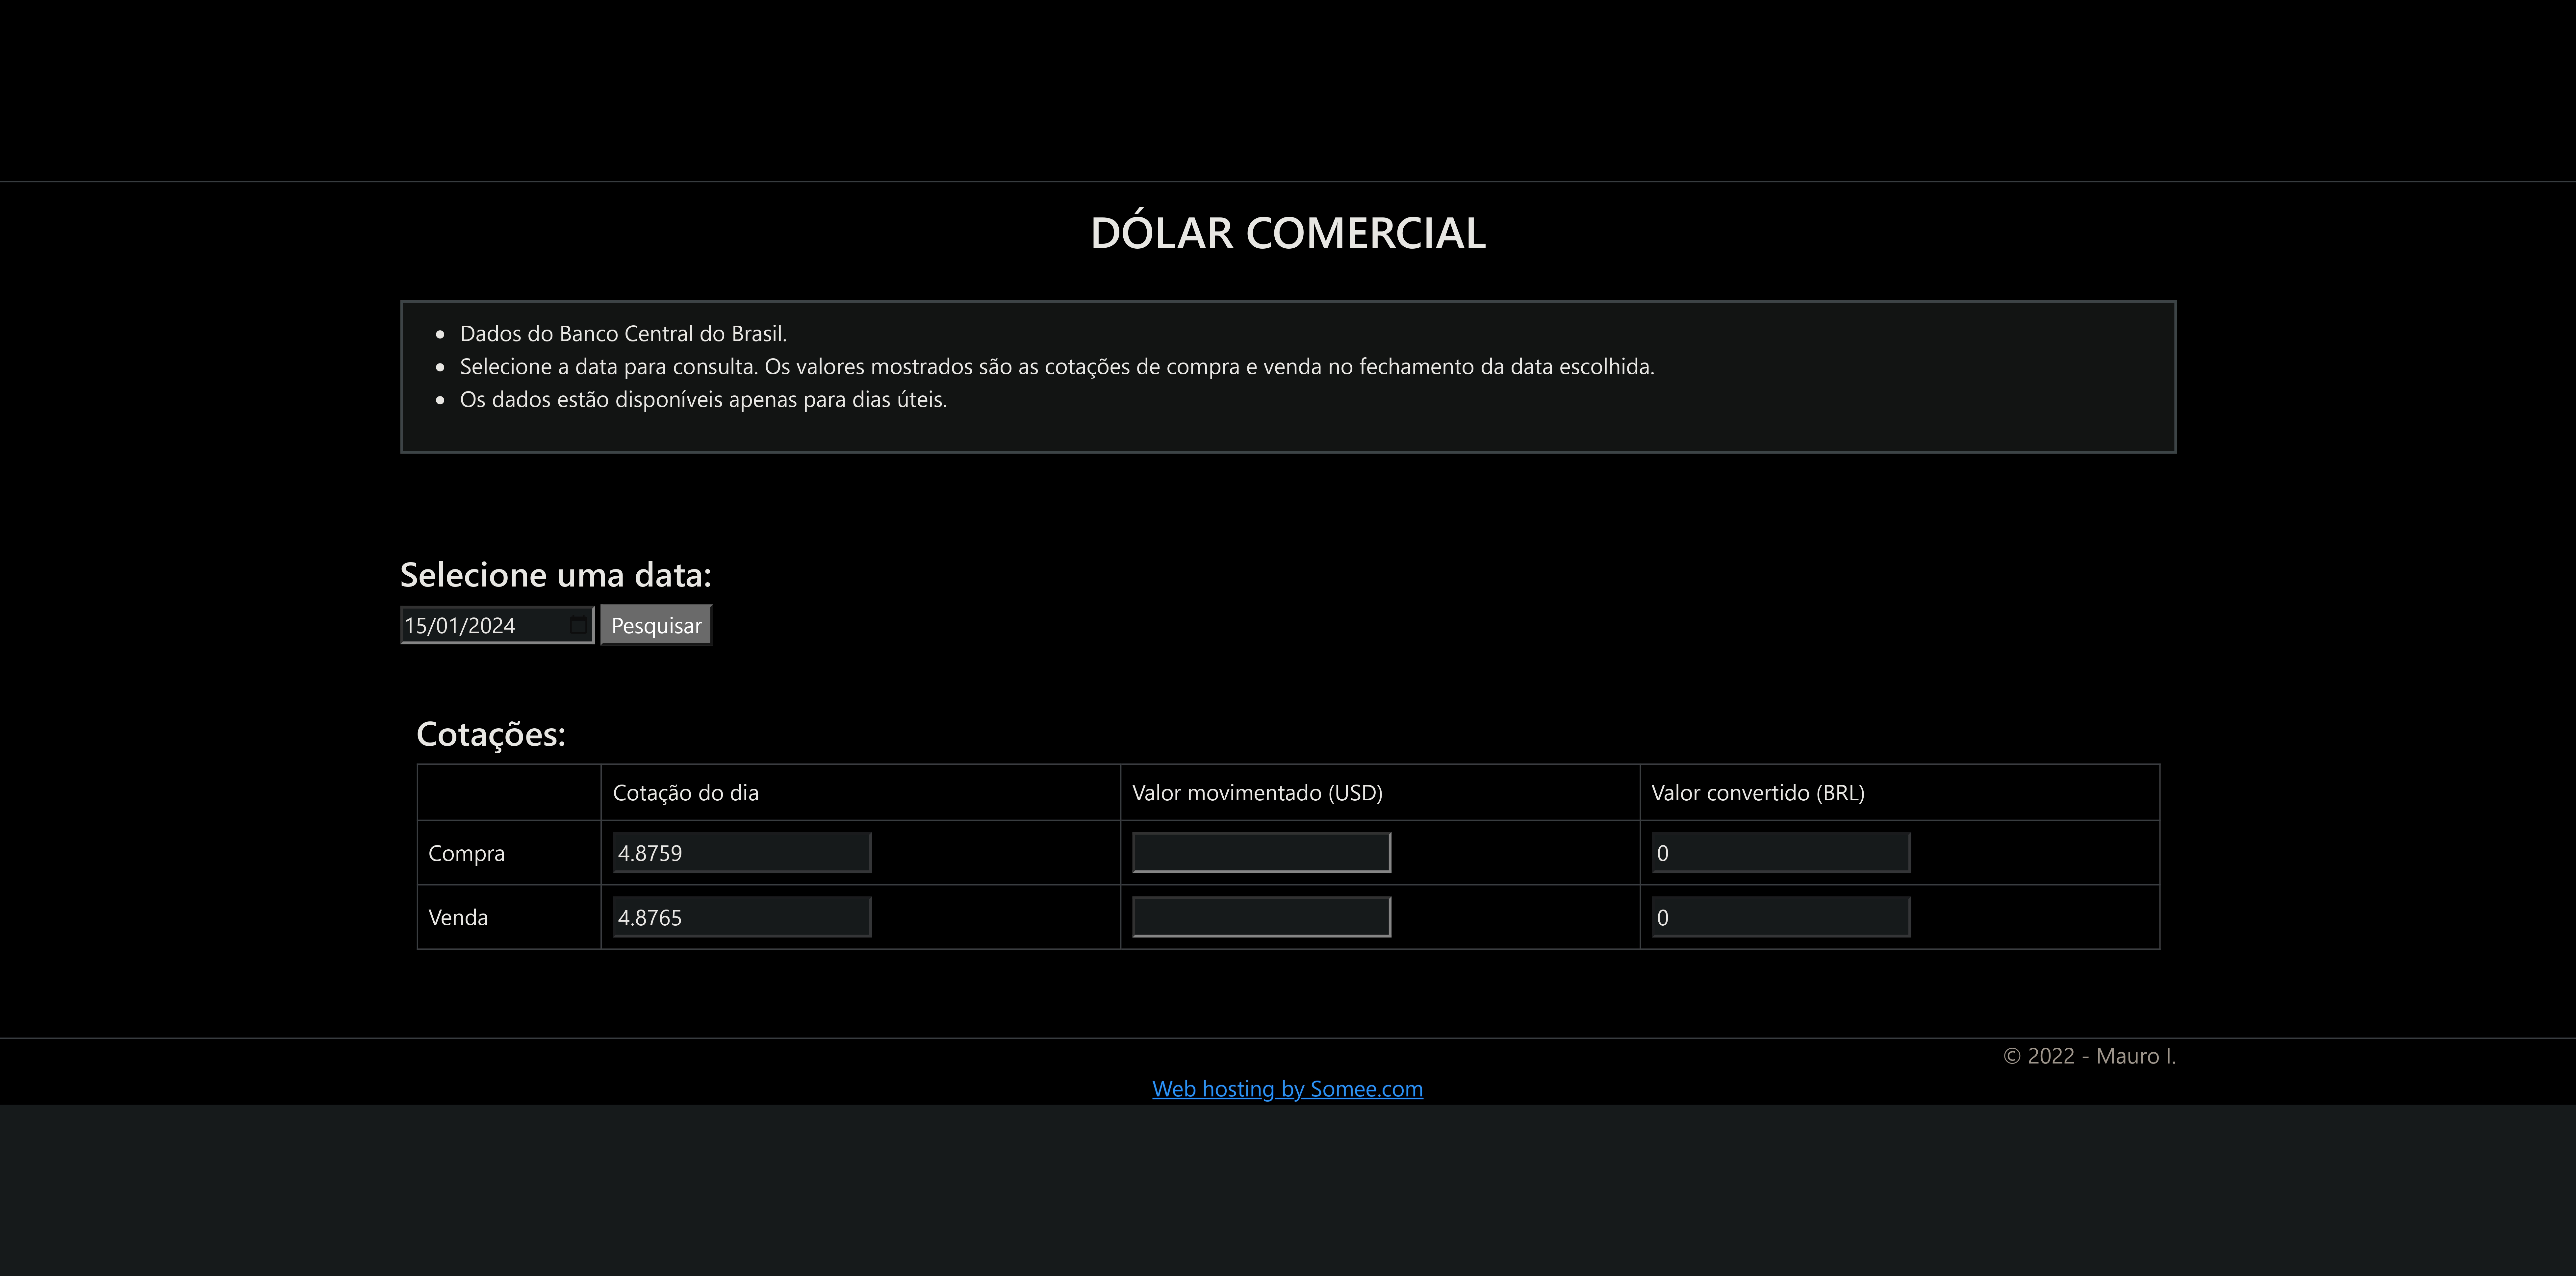 DÓLAR COMERCIAL
Dados do Banco Central do Brasil.
Selecione a data para consulta. Os valores mostrados são as cotações de compra e venda no fechamento da data escolhida.
Os dados estão disponíveis apenas para dias úteis.
Selecione uma data:
15/01/2024 Pesquisar
Cotações:
Cotação do dia Valor movimentado (USD) Valor convertido (BRL)
Compra 4.8759 0
Venda 4.8765 0
© 2022 - Mauro I.
Web hosting by Somee.com